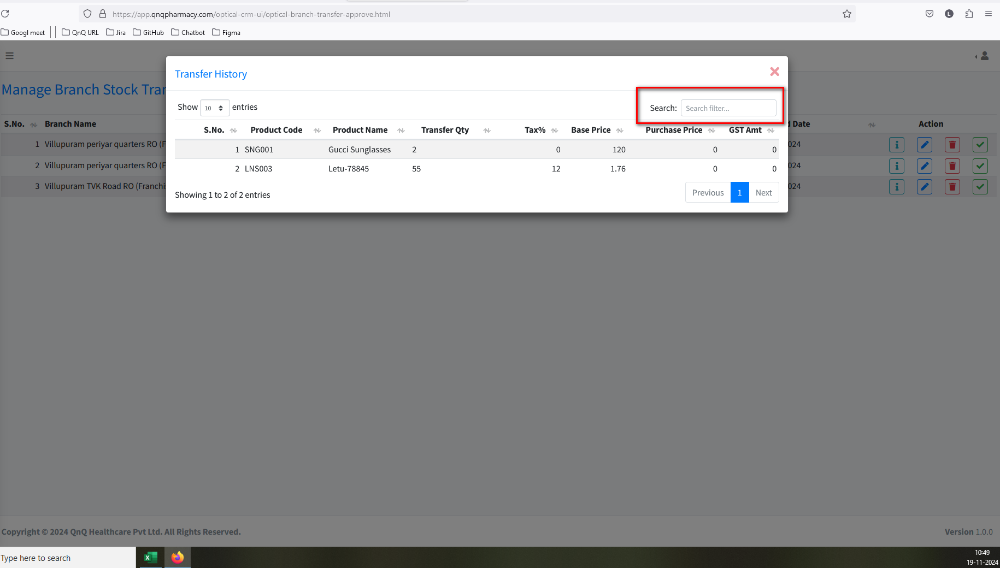 https://app.qnqpharmacy.com/optical-crm-ui/optical-branch-transfer-approve.html
L
Googl meet QnQ URL Jira GitHub Chatbot Figma
Transfer History
Manage Branch Stock Tran
Show 10 entries Search: Search filter...
S.No. Branch Name d Date Action
S.No. Product Code Product Name Transfer Qty Tax% Base Price Purchase Price GST Amt
1 Villupuram periyar quarters RO (F 024
1 SNG001 Gucci Sunglasses 2 0 120 0 0
2 Villupuram periyar quarters RO (F 024
2 LNS003 Letu-78845 55 12 1.76 0 0
3 Villupuram TVK Road RO (Franchis 024
Showing 1 to 2 of 2 entries Previous 1 Next
Copyright © 2024 QnQ Healthcare Pvt Ltd. All Rights Reserved. Version 1.0.0
Type here to search
10:49
19-11-2024